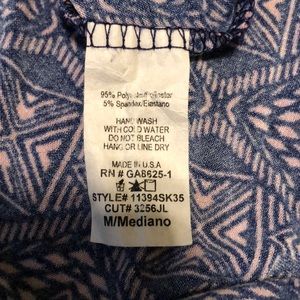 95% Polyester/Poliester
5% Spandex/Elastano
HAND WASH
WITH COLD WATER
DO NOT BLEACH
HANG OR LINE DRY
MADE IN U.S.A
RN # GA8625-1
STYLE# 11394SK35
CUT# 3256JL
M/Mediano